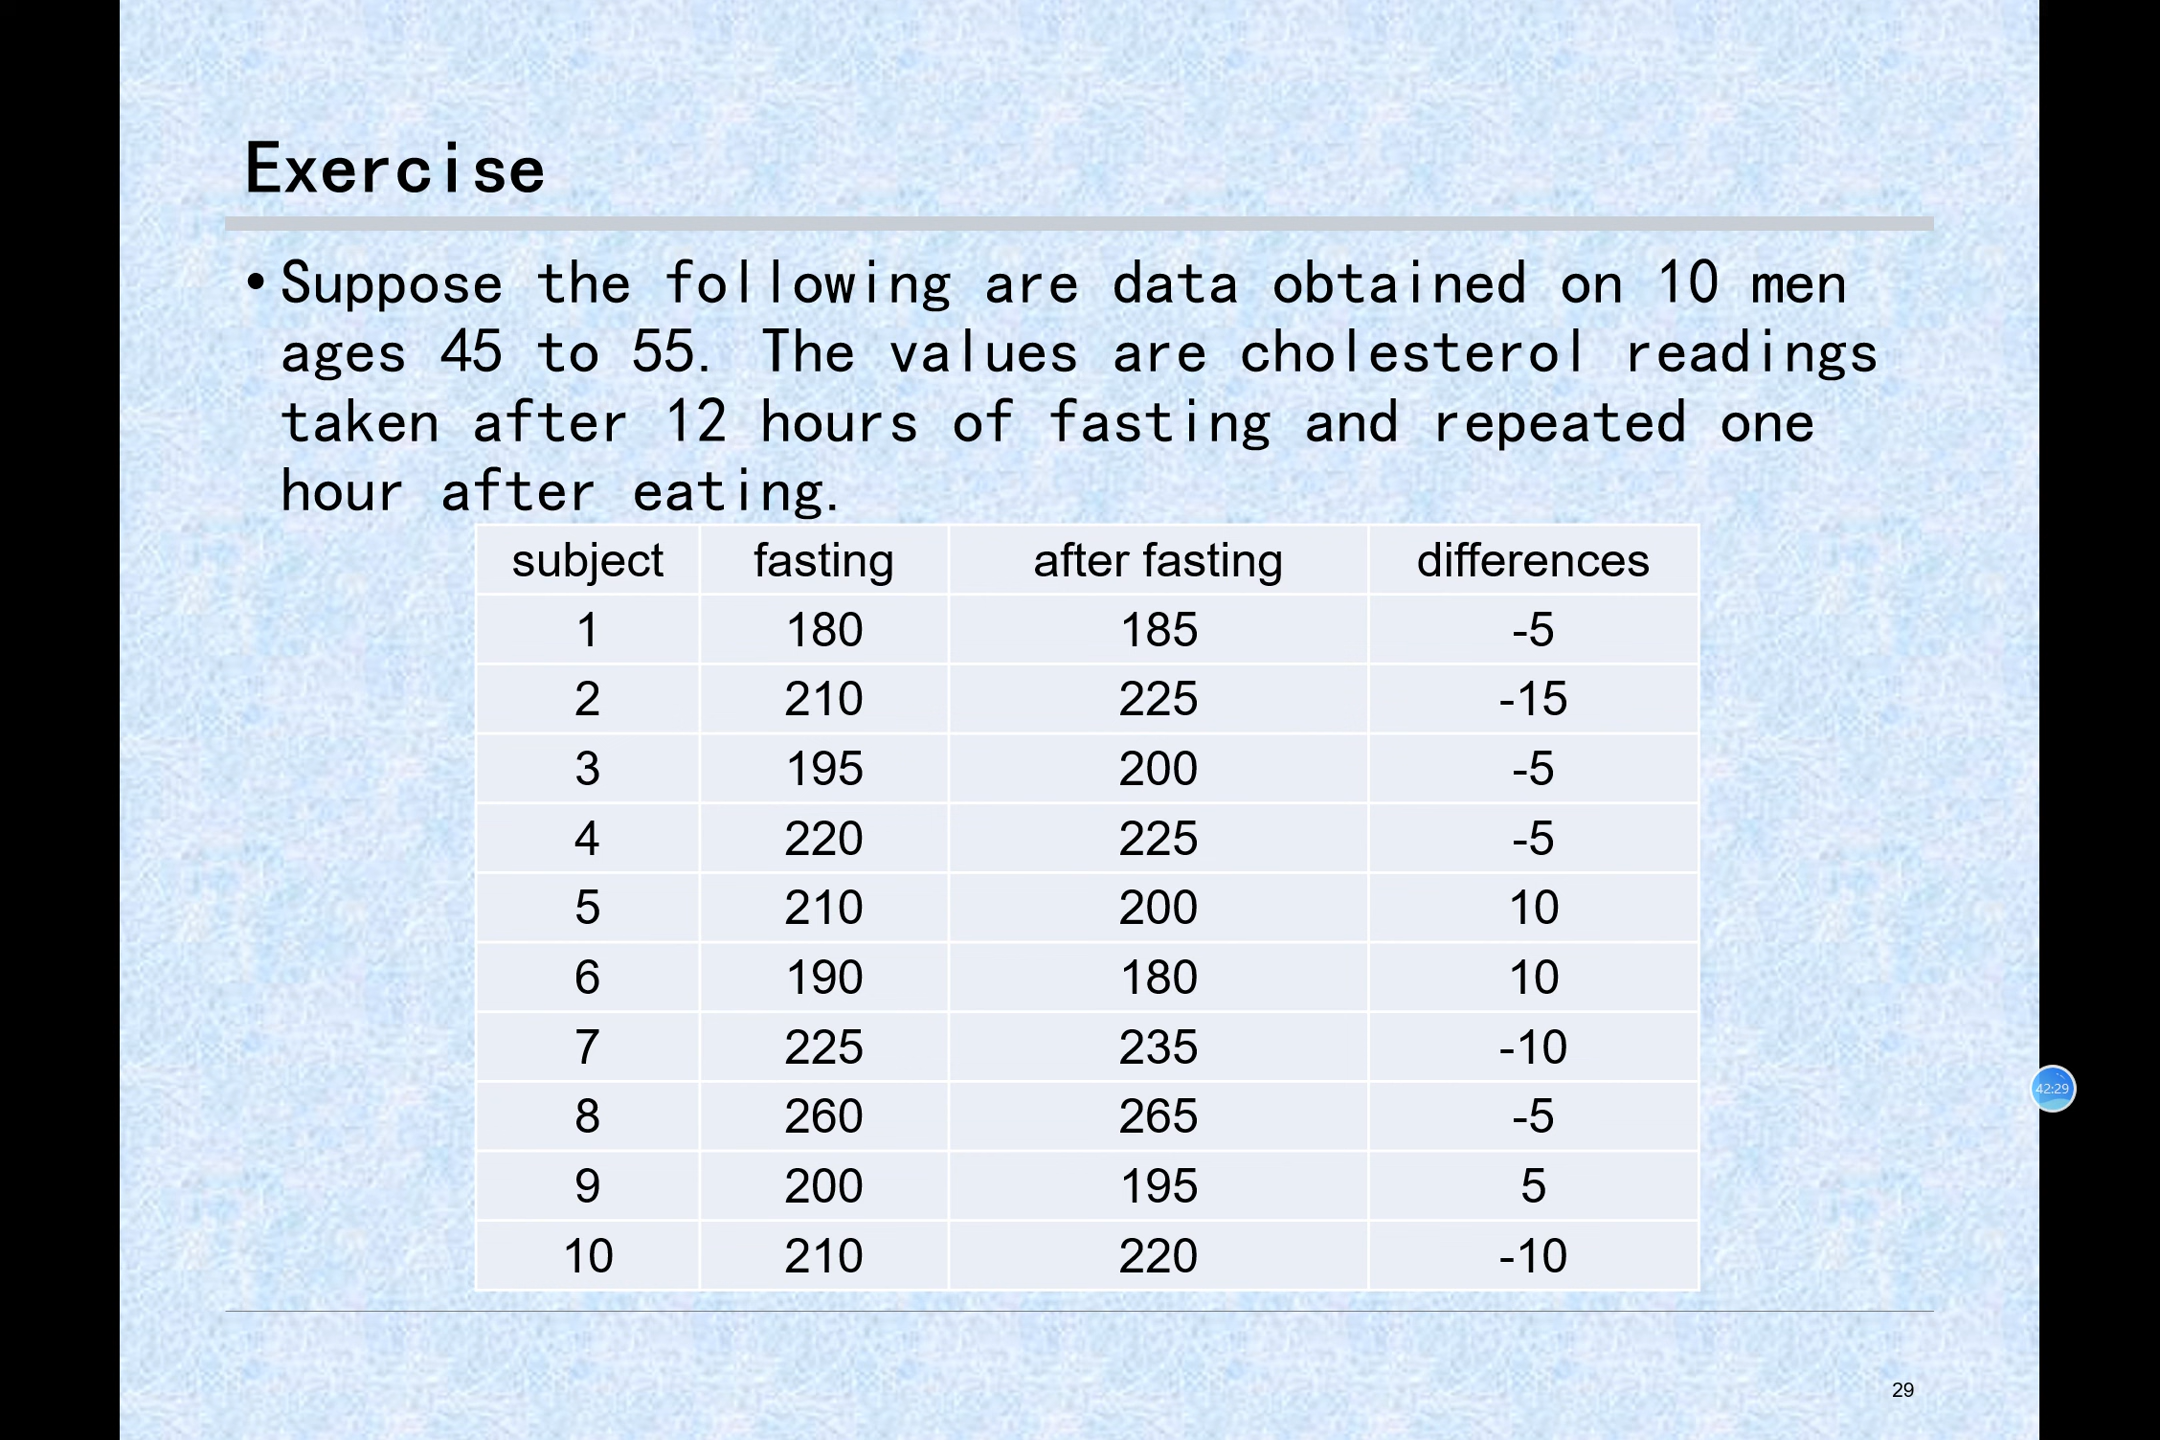 Exercise
•Suppose the following are data obtained on 10 men
ages 45 to 55. The values are cholesterol readings
taken after 12 hours of fasting and repeated one
hour after eating.
subject fasting after fasting differences
1 180 185 -5
2 210 225 -15
3 195 200 -5
4 220 225 -5
5 210 200 10
6 190 180 10
7 225 235 -10
42:29
8 260 265 -5
9 200 195 5
10 210 220 -10
29